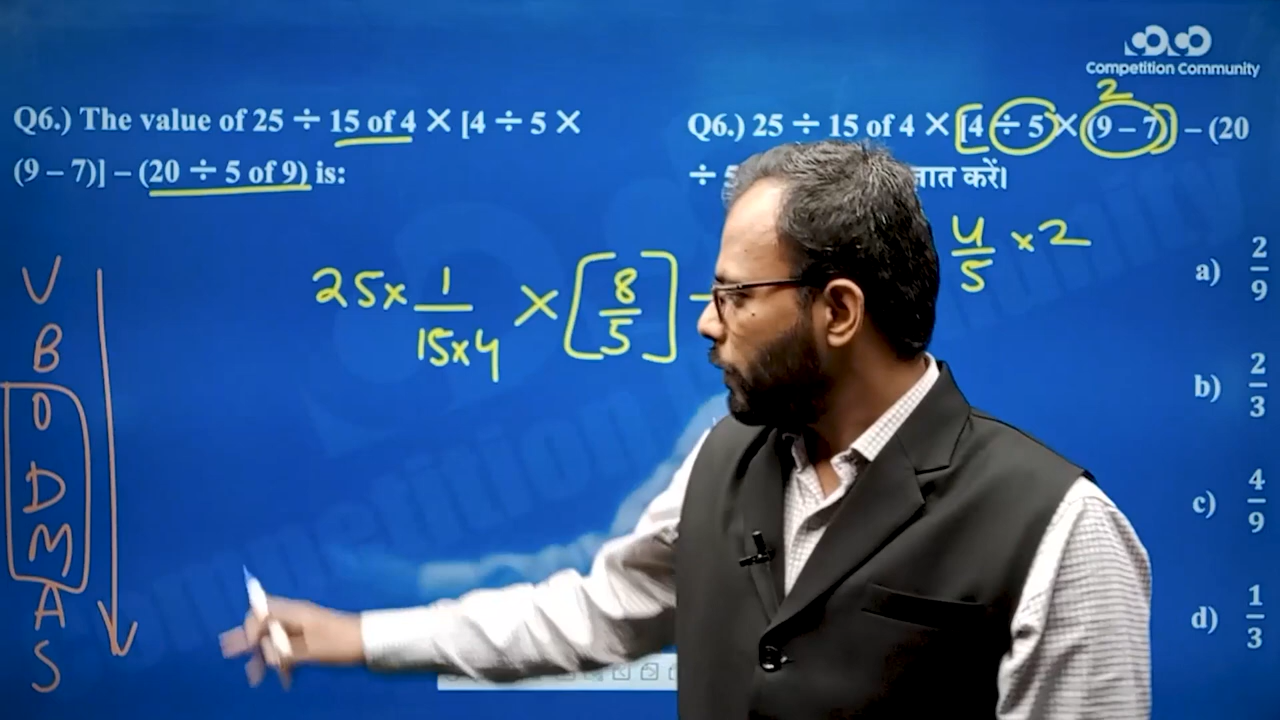 Competition Community
Q6.) The value of 25 ÷ 15 of 4 × [4 ÷ 5 ×
(9 – 7)] – (20 ÷ 5 of 9) is:
Q6.) 25 ÷ 15 of 4 × [4 ÷ 5 × (9 – 7)] – (20
÷ 5 ज्ञात करें।
2
4/5 × 2
25 × 1/(15×4) × [8/5] –
V
B
O
D
M
A
S
a) 2/9
b) 2/3
c) 4/9
d) 1/3